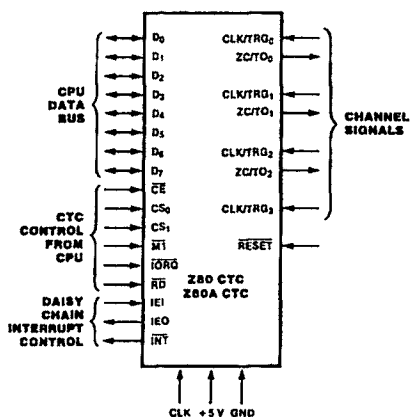 CPU
DATA
BUS
D0
D1
D2
D3
D4
D5
D6
D7
CTC
CONTROL
FROM
CPU
CE
CS0
CS1
M1
IORQ
RD
DAISY
CHAIN
INTERRUPT
CONTROL
IEI
IEO
INT
CLK/TRG0
ZC/TO0
CLK/TRG1
ZC/TO1
CLK/TRG2
ZC/TO2
CLK/TRG3
RESET
CHANNEL
SIGNALS
Z80 CTC
Z80A CTC
CLK +5V GND